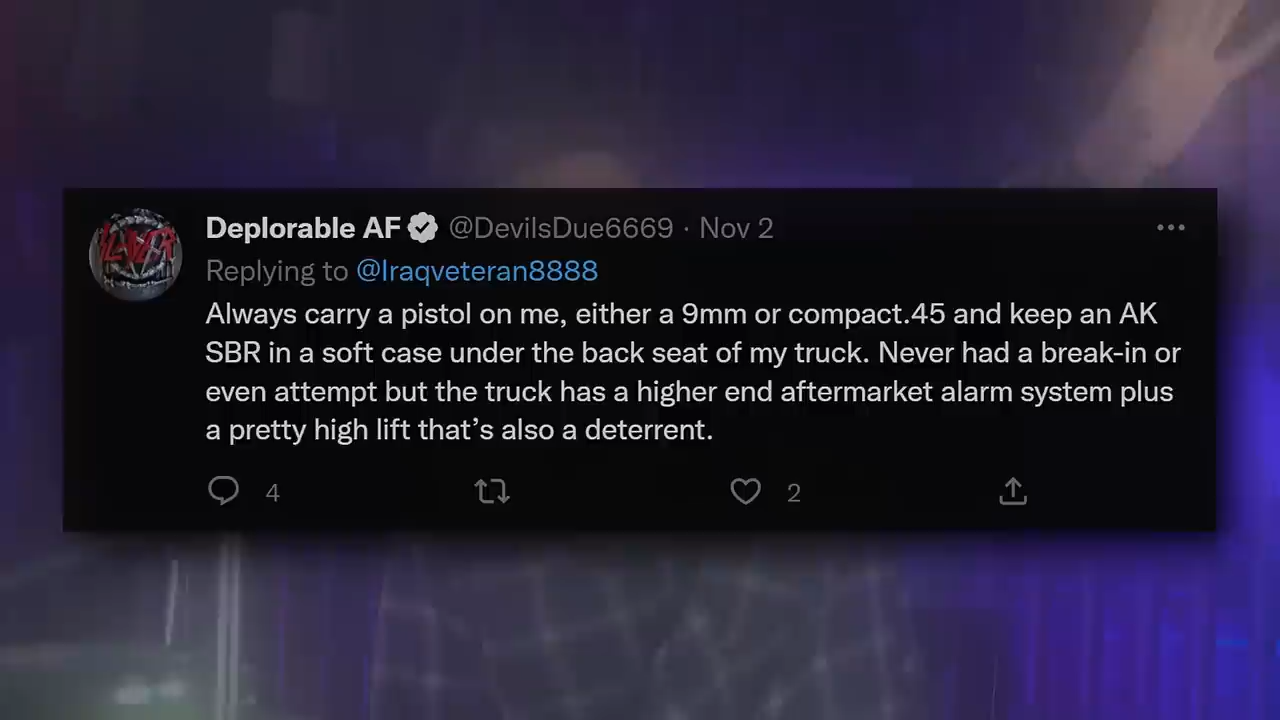 Deplorable AF @DevilsDue6669 · Nov 2
Replying to @Iraqveteran8888
Always carry a pistol on me, either a 9mm or compact.45 and keep an AK
SBR in a soft case under the back seat of my truck. Never had a break-in or
even attempt but the truck has a higher end aftermarket alarm system plus
a pretty high lift that’s also a deterrent.
4 2
SLAYER